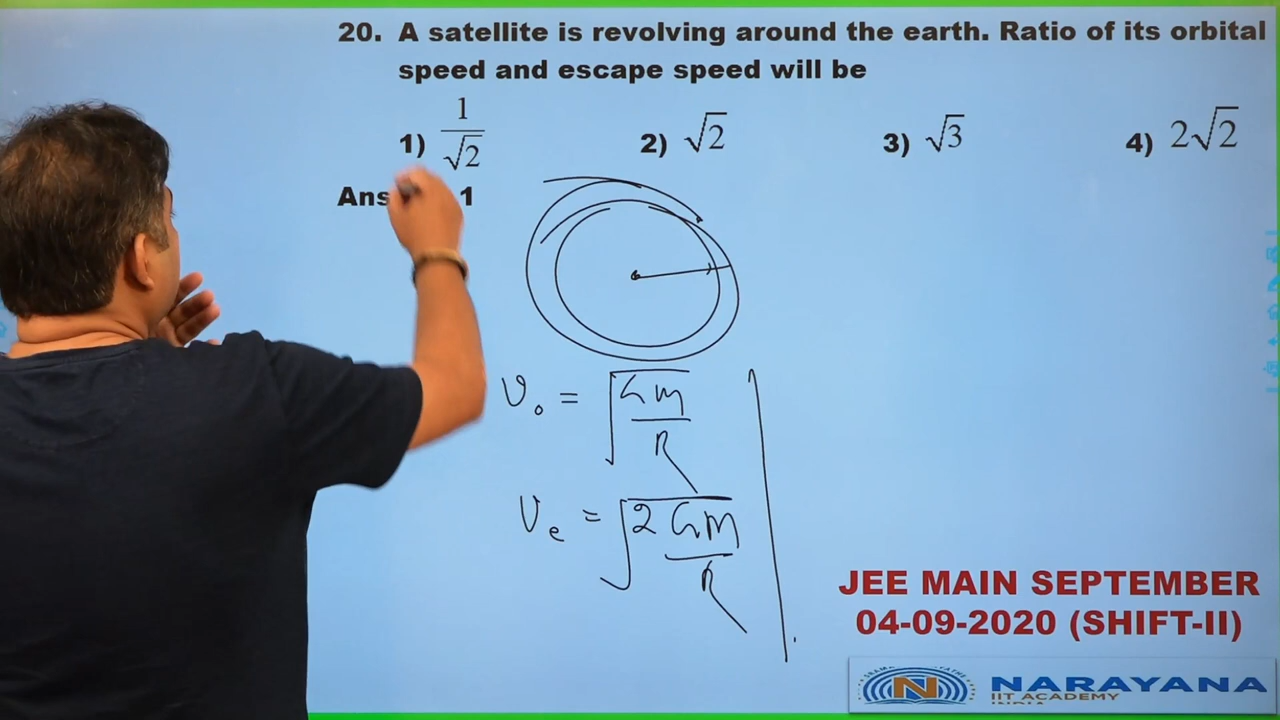 20. A satellite is revolving around the earth. Ratio of its orbital
speed and escape speed will be
1) 1/√2 2) √2 3) √3 4) 2√2
Ans 1
v₀ = √(GM/R)
vₑ = √(2GM/R)
JEE MAIN SEPTEMBER
04-09-2020 (SHIFT-II)
N NARAYANA
IIT ACADEMY
INDIA